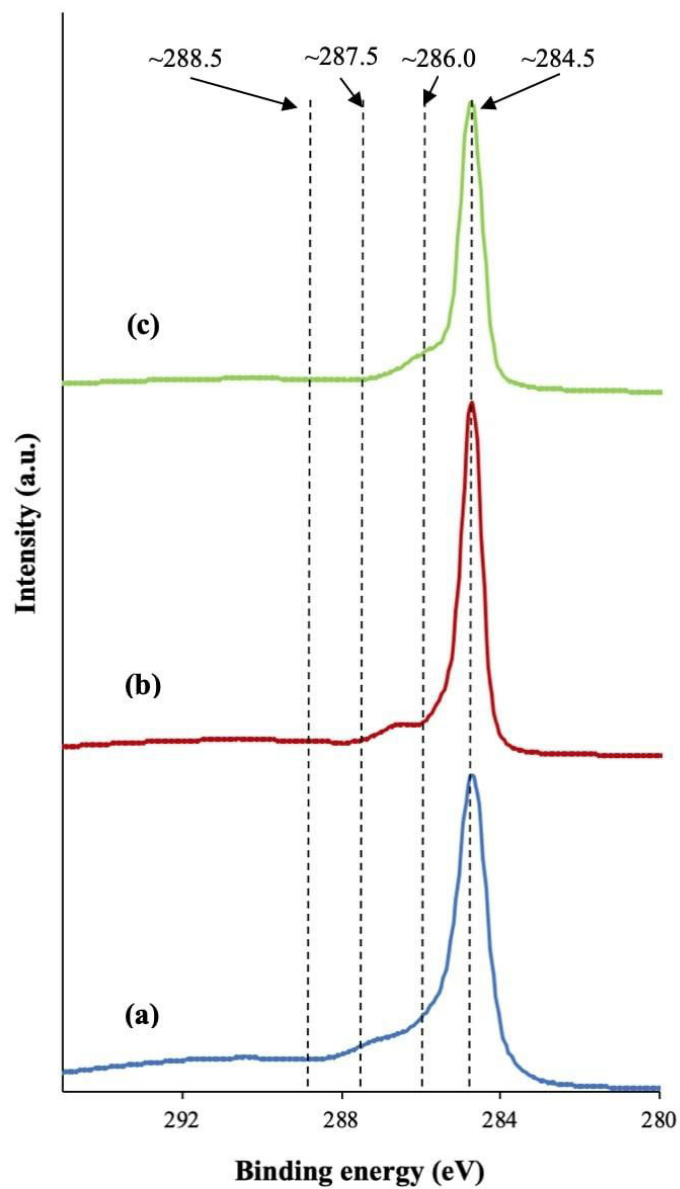 ~288.5 ~287.5 ~286.0 ~284.5
(c)
(b)
(a)
Intensity (a.u.)
292 288 284 280
Binding energy (eV)